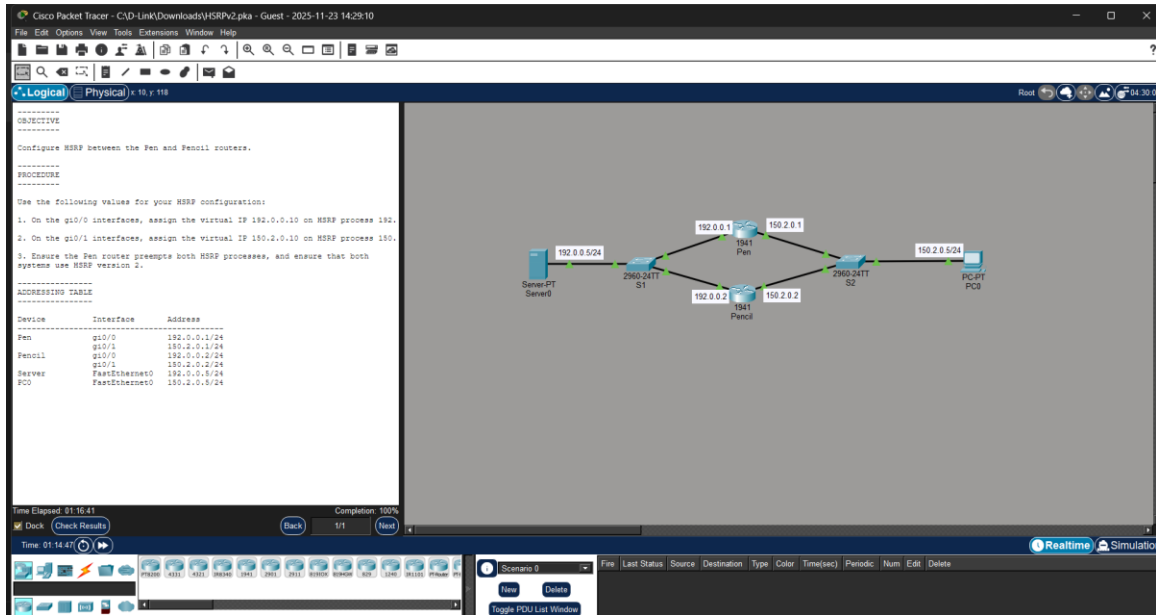 Cisco Packet Tracer - C:\D-Link\Downloads\HSRPv2.pka - Guest - 2025-11-23 14:29:10
File Edit Options View Tools Extensions Window Help
Logical Physical x: 10, y: 118
Root 04:30:0
---------
OBJECTIVE
---------
Configure HSRP between the Pen and Pencil routers.
---------
PROCEDURE
---------
Use the following values for your HSRP configuration:
1. On the gi0/0 interfaces, assign the virtual IP 192.0.0.10 on HSRP process 192.
2. On the gi0/1 interfaces, assign the virtual IP 150.2.0.10 on HSRP process 150.
3. Ensure the Pen router preempts both HSRP processes, and ensure that both
systems use HSRP version 2.
----------------
ADDRESSING TABLE
----------------
Device Interface Address
Pen gi0/0 192.0.0.1/24
gi0/1 150.2.0.1/24
Pencil gi0/0 192.0.0.2/24
gi0/1 150.2.0.2/24
Server FastEthernet0 192.0.0.5/24
PC0 FastEthernet0 150.2.0.5/24
192.0.0.1 150.2.0.1
1941
Pen
192.0.0.5/24
Server-PT
Server0
2960-24TT
S1
192.0.0.2 150.2.0.2
1941
Pencil
2960-24TT
S2
150.2.0.5/24
PC-PT
PC0
Time Elapsed: 01:16:41 Completion: 100%
Dock Check Results Back 1/1 Next
Time: 01:14:47 Realtime Simulation
4331 4321 1941 2901 2911 829 1240
Scenario 0
New Delete
Toggle PDU List Window
Fire Last Status Source Destination Type Color Time(sec) Periodic Num Edit Delete